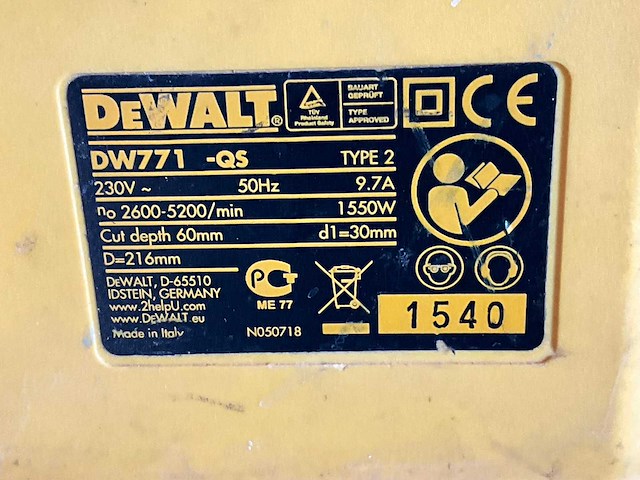 DEWALT®
TÜV
Rheinland
Product Safety
BAUART
GEPRÜFT
TYPE
APPROVED
CE
DW771 -QS TYPE 2
230V ~ 50Hz 9.7A
no 2600-5200/min 1550W
Cut depth 60mm d1=30mm
D=216mm
DEWALT, D-65510
IDSTEIN, GERMANY
www.2helpU.com
www.DEWALT.eu
Made in Italy
PCT
ME 77
N050718
1540